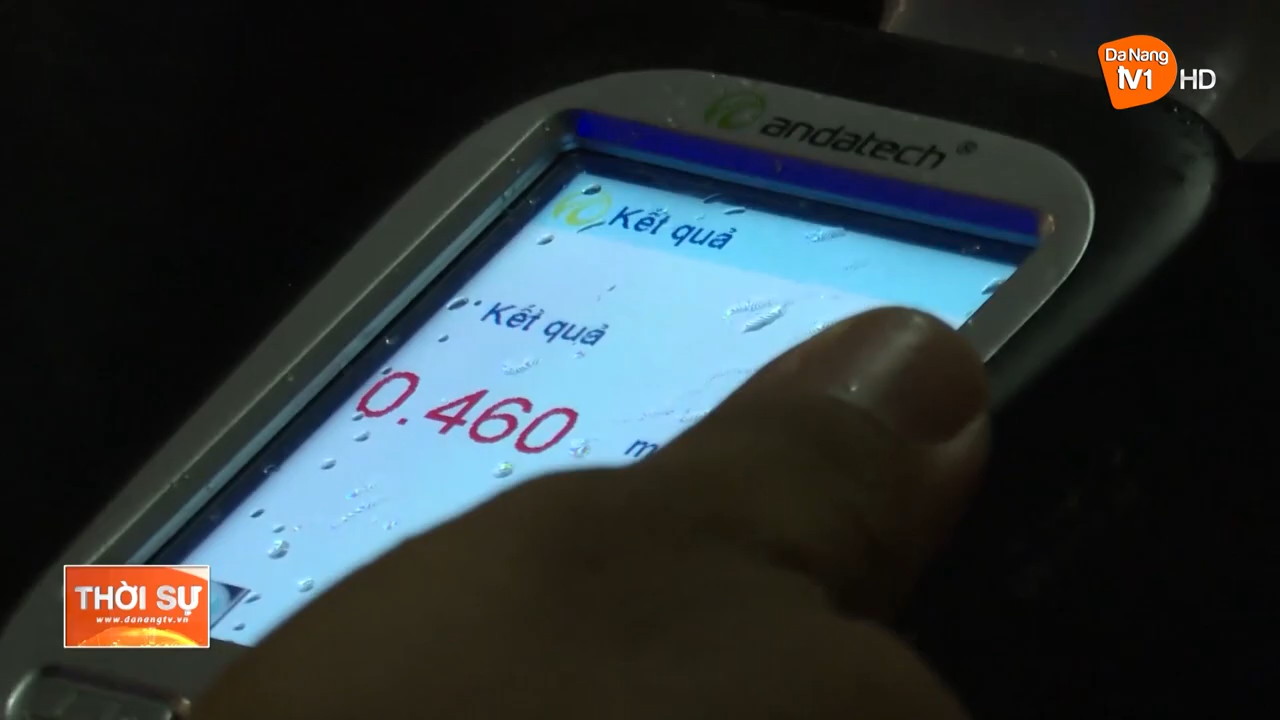 Da Nang
TV1 HD
andatech ®
Kết quả
Kết quả
0.460
THỜI SỰ
www.danangtv.vn